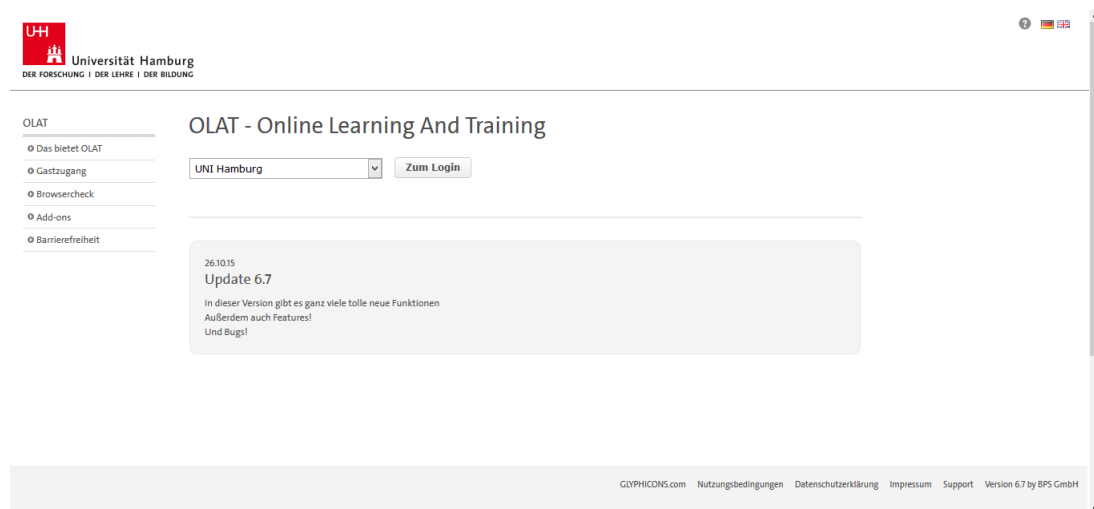 UHH
Universität Hamburg
DER FORSCHUNG I DER LEHRE I DER BILDUNG
?
OLAT
Das bietet OLAT
Gastzugang
Browsercheck
Add-ons
Barrierefreiheit
OLAT - Online Learning And Training
UNI Hamburg
Zum Login
26.10.15
Update 6.7
In dieser Version gibt es ganz viele tolle neue Funktionen
Außerdem auch Features!
Und Bugs!
GLYPHICONS.com Nutzungsbedingungen Datenschutzerklärung Impressum Support Version 6.7 by BPS GmbH